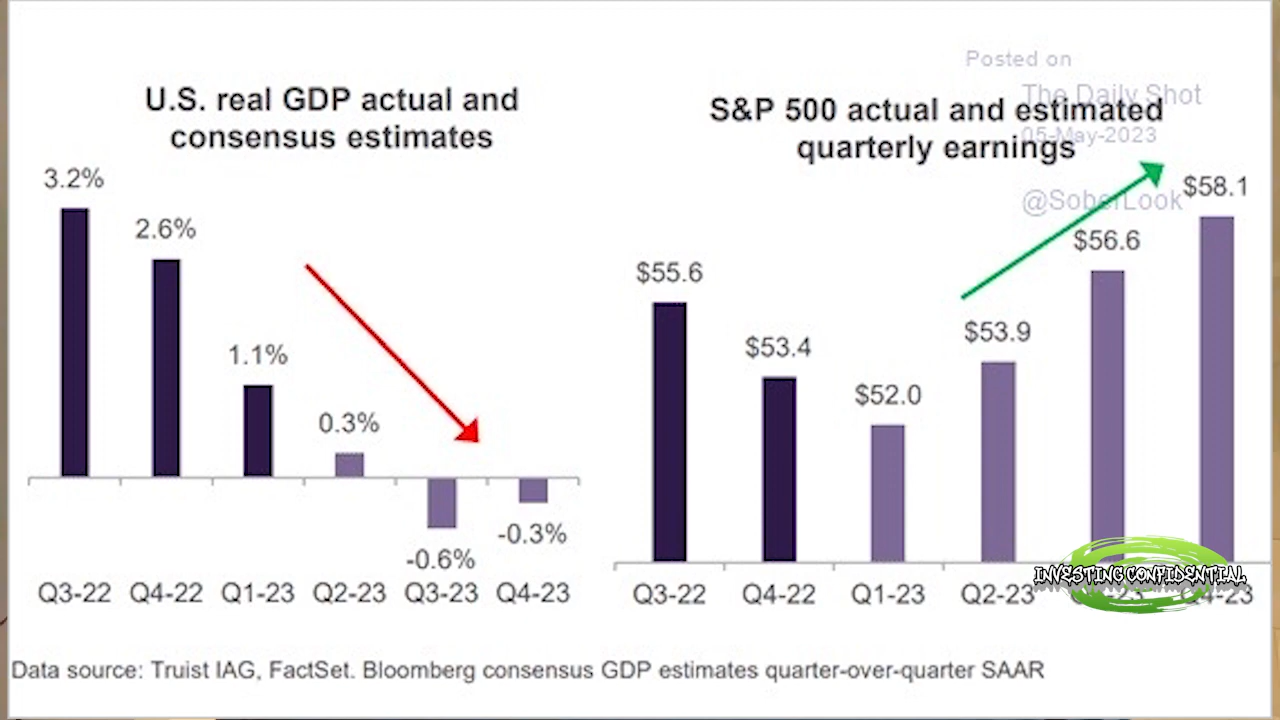 Posted on
The Daily Shot
05-May-2023
@SoberLook
U.S. real GDP actual and
consensus estimates
3.2%
2.6%
1.1%
0.3%
-0.6%
-0.3%
Q3-22 Q4-22 Q1-23 Q2-23 Q3-23 Q4-23
S&P 500 actual and estimated
quarterly earnings
$55.6
$53.4
$52.0
$53.9
$56.6
$58.1
Q3-22 Q4-22 Q1-23 Q2-23 Q4-23
INVESTING CONFIDENTIAL
Data source: Truist IAG, FactSet. Bloomberg consensus GDP estimates quarter-over-quarter SAAR